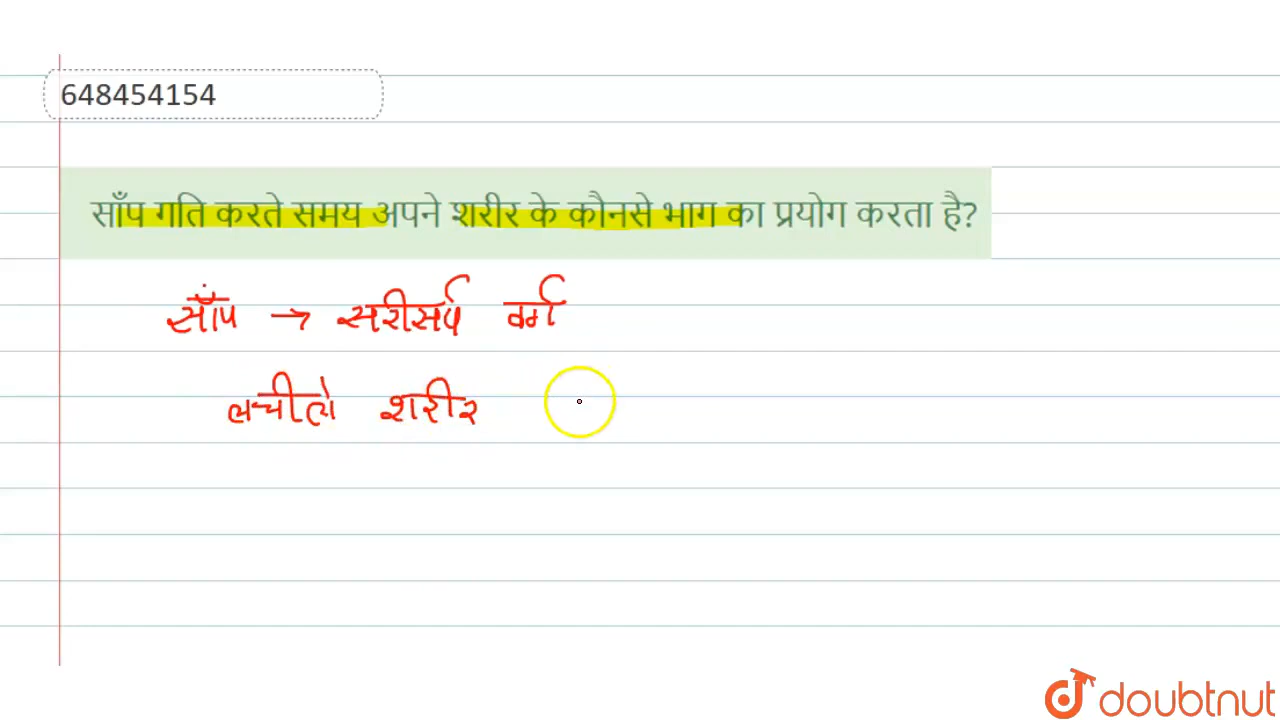 648454154
साँप गति करते समय अपने शरीर के कौनसे भाग का प्रयोग करता है?
साँप → सरीसर्प वर्ग
लचीला शरीर
doubtnut